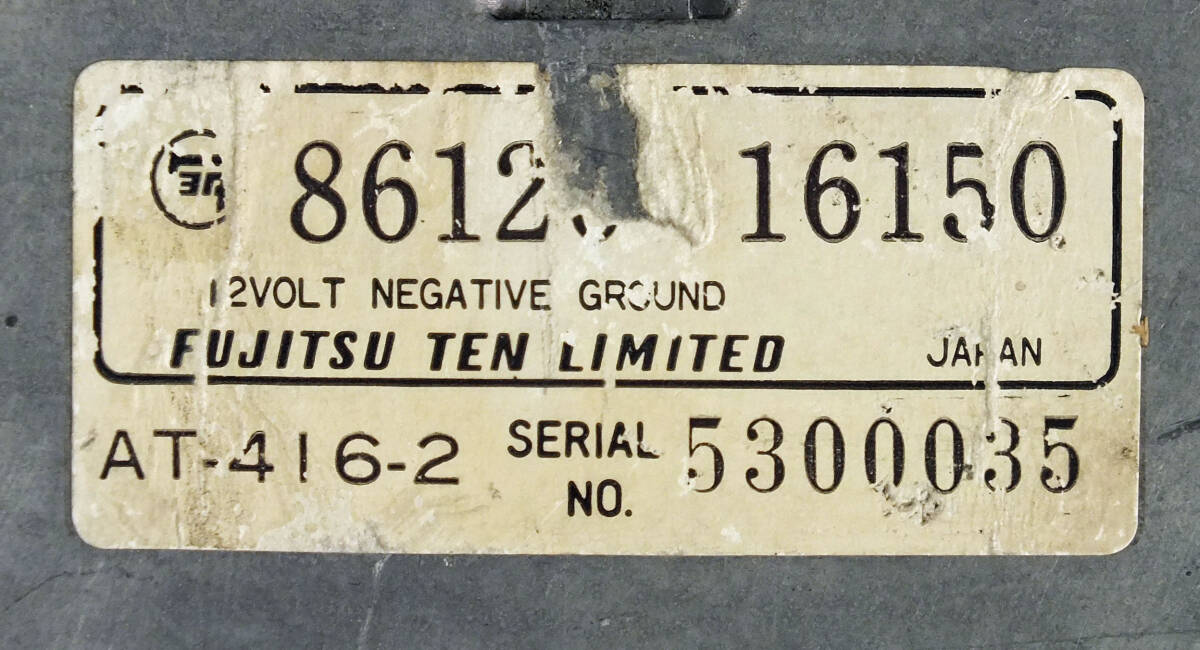 8612 16150
12VOLT NEGATIVE GROUND
FUJITSU TEN LIMITED JAPAN
AT-416-2 SERIAL NO. 5300035